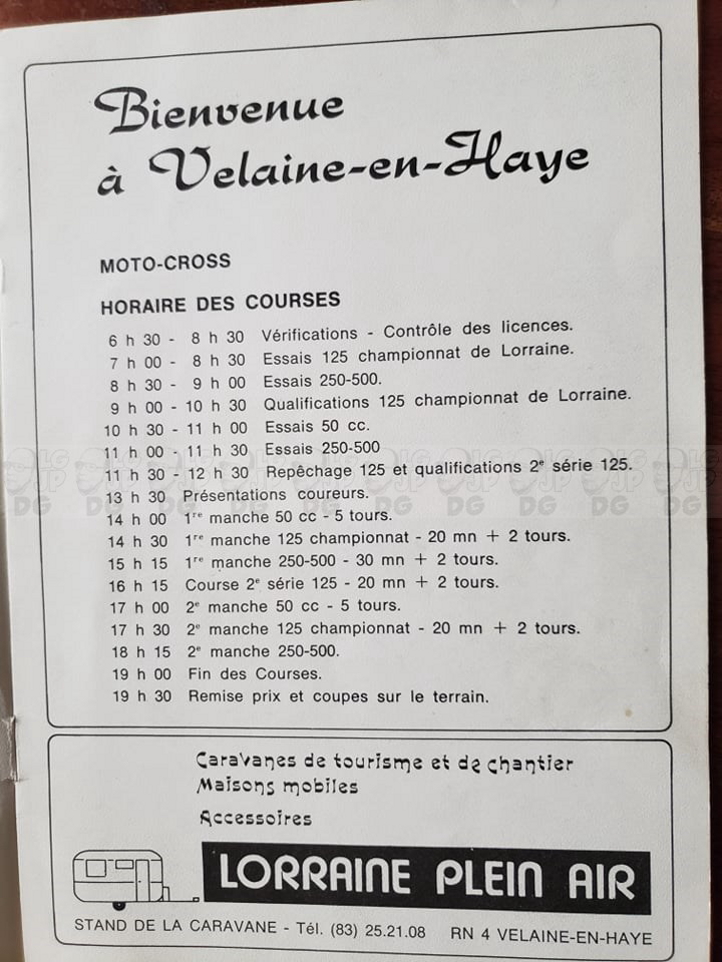 Bienvenue
à Velaine-en-Haye
MOTO-CROSS
HORAIRE DES COURSES
6 h 30 - 8 h 30 Vérifications - Contrôle des licences.
7 h 00 - 8 h 30 Essais 125 championnat de Lorraine.
8 h 30 - 9 h 00 Essais 250-500.
9 h 00 - 10 h 30 Qualifications 125 championnat de Lorraine.
10 h 30 - 11 h 00 Essais 50 cc.
11 h 00 - 11 h 30 Essais 250-500
11 h 30 - 12 h 30 Repêchage 125 et qualifications 2e série 125.
13 h 30 Présentations coureurs.
14 h 00 1re manche 50 cc - 5 tours.
14 h 30 1re manche 125 championnat - 20 mn + 2 tours.
15 h 15 1re manche 250-500 - 30 mn + 2 tours.
16 h 15 Course 2e série 125 - 20 mn + 2 tours.
17 h 00 2e manche 50 cc - 5 tours.
17 h 30 2e manche 125 championnat - 20 mn + 2 tours.
18 h 15 2e manche 250-500.
19 h 00 Fin des Courses.
19 h 30 Remise prix et coupes sur le terrain.
Caravanes de tourisme et de chantier
Maisons mobiles
Accessoires
LORRAINE PLEIN AIR
STAND DE LA CARAVANE - Tél. (83) 25.21.08 RN 4 VELAINE-EN-HAYE